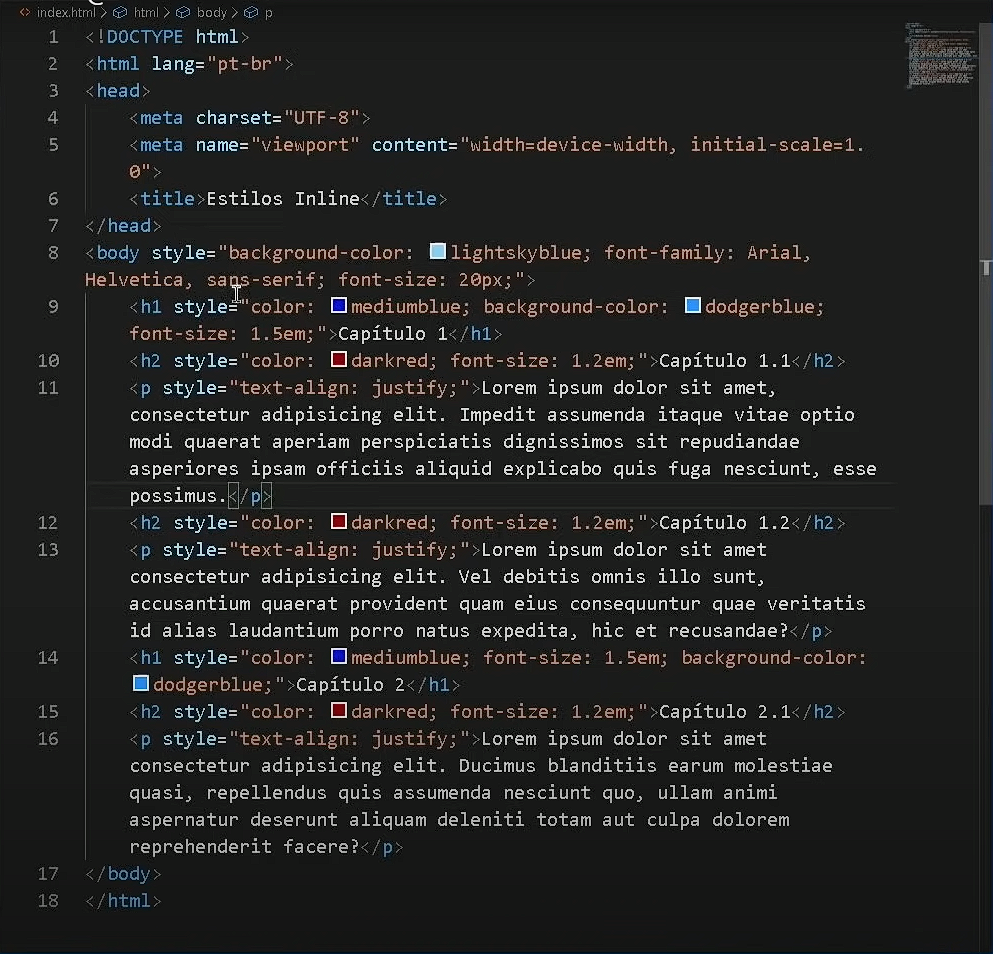 index.html > html > body > p
1 <!DOCTYPE html>
2 <html lang="pt-br">
3 <head>
4 <meta charset="UTF-8">
5 <meta name="viewport" content="width=device-width, initial-scale=1.
0">
6 <title>Estilos Inline</title>
7 </head>
8 <body style="background-color: lightskyblue; font-family: Arial,
Helvetica, sans-serif; font-size: 20px;">
9 <h1 style="color: mediumblue; background-color: dodgerblue;
font-size: 1.5em;">Capítulo 1</h1>
10 <h2 style="color: darkred; font-size: 1.2em;">Capítulo 1.1</h2>
11 <p style="text-align: justify;">Lorem ipsum dolor sit amet,
consectetur adipisicing elit. Impedit assumenda itaque vitae optio
modi quaerat aperiam perspiciatis dignissimos sit repudiandae
asperiores ipsam officiis aliquid explicabo quis fuga nesciunt, esse
possimus.</p>
12 <h2 style="color: darkred; font-size: 1.2em;">Capítulo 1.2</h2>
13 <p style="text-align: justify;">Lorem ipsum dolor sit amet
consectetur adipisicing elit. Vel debitis omnis illo sunt,
accusantium quaerat provident quam eius consequuntur quae veritatis
id alias laudantium porro natus expedita, hic et recusandae?</p>
14 <h1 style="color: mediumblue; font-size: 1.5em; background-color:
dodgerblue;">Capítulo 2</h1>
15 <h2 style="color: darkred; font-size: 1.2em;">Capítulo 2.1</h2>
16 <p style="text-align: justify;">Lorem ipsum dolor sit amet
consectetur adipisicing elit. Ducimus blanditiis earum molestiae
quasi, repellendus quis assumenda nesciunt quo, ullam animi
aspernatur deserunt aliquam deleniti totam aut culpa dolorem
reprehenderit facere?</p>
17 </body>
18 </html>